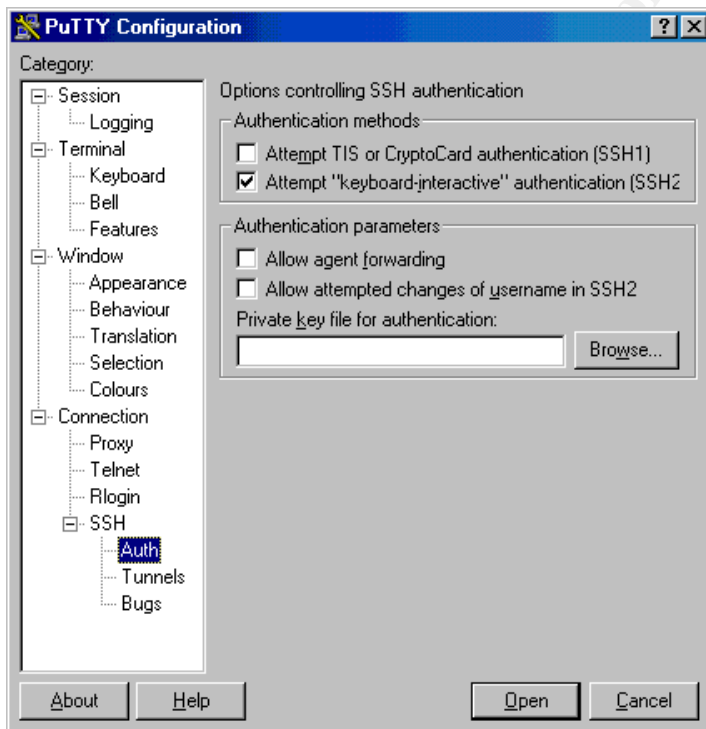 PuTTY Configuration
Category:
Session
Logging
Terminal
Keyboard
Bell
Features
Window
Appearance
Behaviour
Translation
Selection
Colours
Connection
Proxy
Telnet
Rlogin
SSH
Auth
Tunnels
Bugs
Options controlling SSH authentication
Authentication methods
Attempt TIS or CryptoCard authentication (SSH1)
Attempt "keyboard-interactive" authentication (SSH2
Authentication parameters
Allow agent forwarding
Allow attempted changes of username in SSH2
Private key file for authentication:
Browse...
About
Help
Open
Cancel